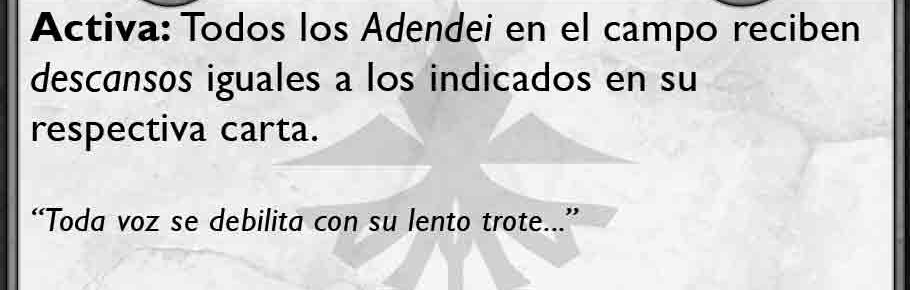 Activa: Todos los Adendei en el campo reciben
descansos iguales a los indicados en su
respectiva carta.
“Toda voz se debilita con su lento trote...”